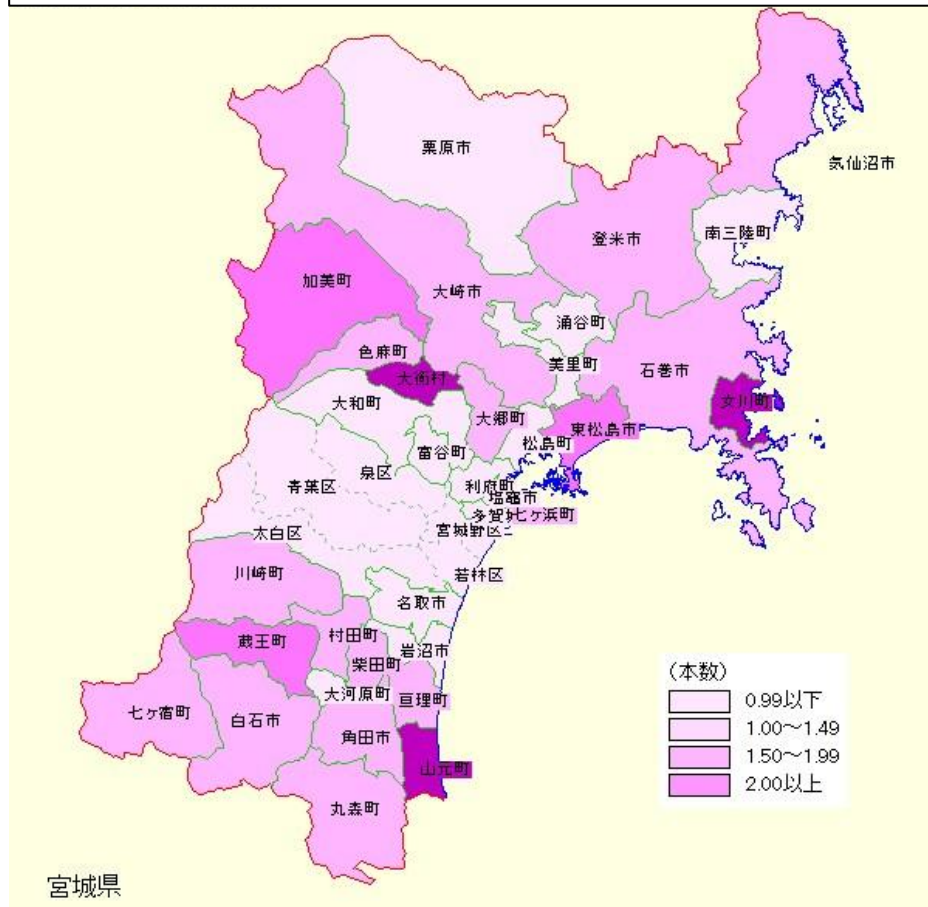 栗原市
気仙沼市
南三陸町
登米市
加美町
大崎市
涌谷町
色麻町
美里町
石巻市
大衡村
女川町
大和町
大郷町
東松島市
富谷町
松島町
泉区
青葉区
利府町
塩竈市
多賀
七ヶ浜町
宮城野区
太白区
川崎町
若林区
名取市
村田町
蔵王町
岩沼市
柴田町
大河原町
亘理町
七ヶ宿町
白石市
角田市
山元町
丸森町
(本数)
0.99以下
1.00～1.49
1.50～1.99
2.00以上
宮城県